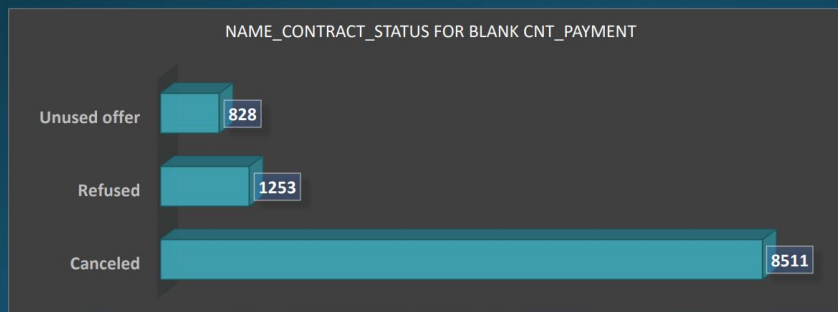 NAME_CONTRACT_STATUS FOR BLANK CNT_PAYMENT
Unused offer 828
Refused 1253
Canceled 8511